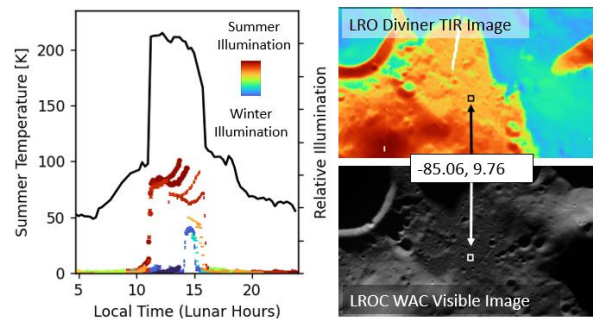 Summer Temperature [K]
200
150
100
50
0
5
10
15
20
Local Time (Lunar Hours)
Summer
Illumination
Winter
Illumination
Relative Illumination
LRO Diviner TIR Image
-85.06, 9.76
LROC WAC Visible Image